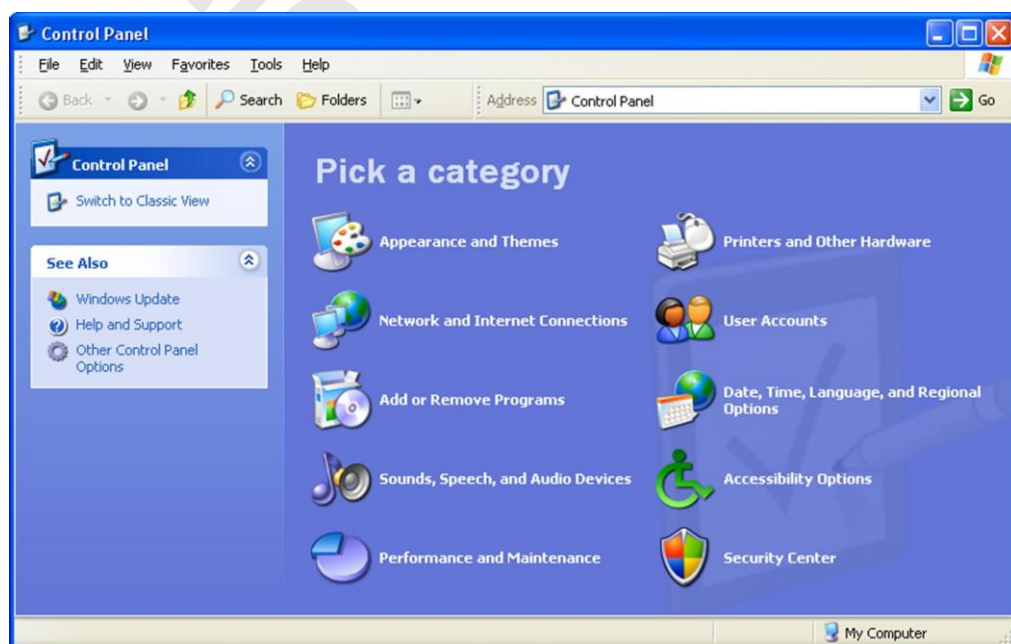 Control Panel
File Edit View Favorites Tools Help
Back Search Folders Address Control Panel Go
Control Panel
Switch to Classic View
See Also
Windows Update
Help and Support
Other Control Panel
Options
Pick a category
Appearance and Themes
Printers and Other Hardware
Network and Internet Connections
User Accounts
Add or Remove Programs
Date, Time, Language, and Regional
Options
Sounds, Speech, and Audio Devices
Accessibility Options
Performance and Maintenance
Security Center
My Computer